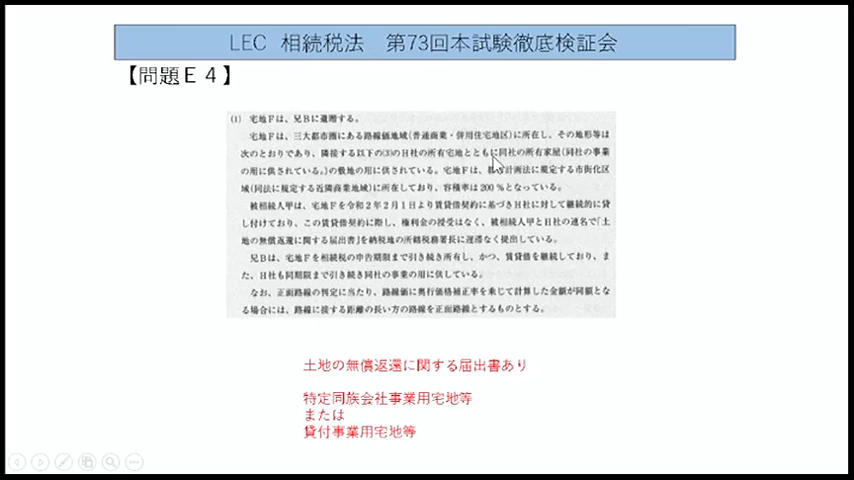 LEC 相続税法 第73回本試験徹底検証会
【問題Ｅ４】
(1) 宅地Fは、兄Bに遺贈する。
宅地Fは、三大都市圏にある路線価地域(普通商業・併用住宅地区)に所在し、その地形等は
次のとおりであり、隣接する以下の(3)の日社の所有宅地とともに同社の所有家屋(同社の事業
の用に供されている。)の敷地の用に供されている。宅地Fは、都市計画法に規定する市街化区
域(同法に規定する近隣商業地域)に所在しており、容積率は200％となっている。
被相続人甲は、宅地Fを令和2年2月1日より賃貸借契約に基づき日社に対して継続的に貸
し付けており、この賃貸借契約に際し、権利金の授受はなく、被相続人甲と日社の連名で「土
地の無償返還に関する届出書」を納税地の所轄税務署長に遅滞なく提出している。
兄Bは、宅地Fを相続税の申告期限まで引き続き所有し、かつ、賃貸借を継続しており、ま
た、日社も同期限まで引き続き同社の事業の用に供している。
なお、正面路線の判定に当たり、路線価に奥行価格補正率を乗じて計算した金額が同額とな
る場合には、路線に接する距離の長い方の路線を正面路線とするものとする。
土地の無償返還に関する届出書あり
特定同族会社事業用宅地等
または
貸付事業用宅地等